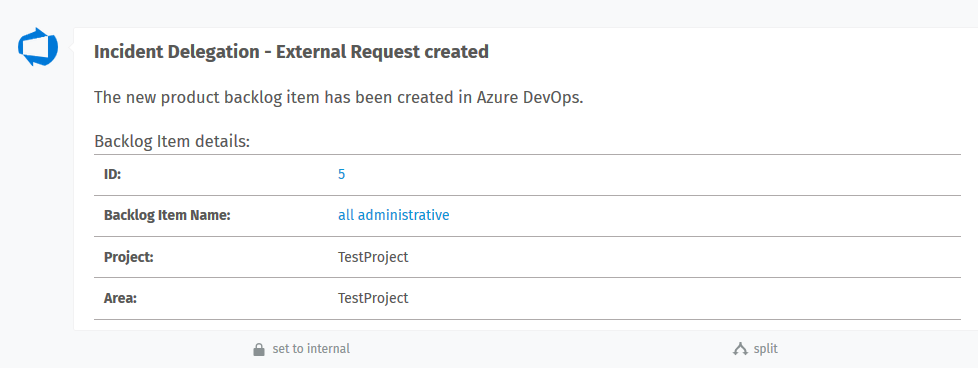 Incident Delegation - External Request created
The new product backlog item has been created in Azure DevOps.
Backlog Item details:
ID: 5
Backlog Item Name: all administrative
Project: TestProject
Area: TestProject
set to internal split